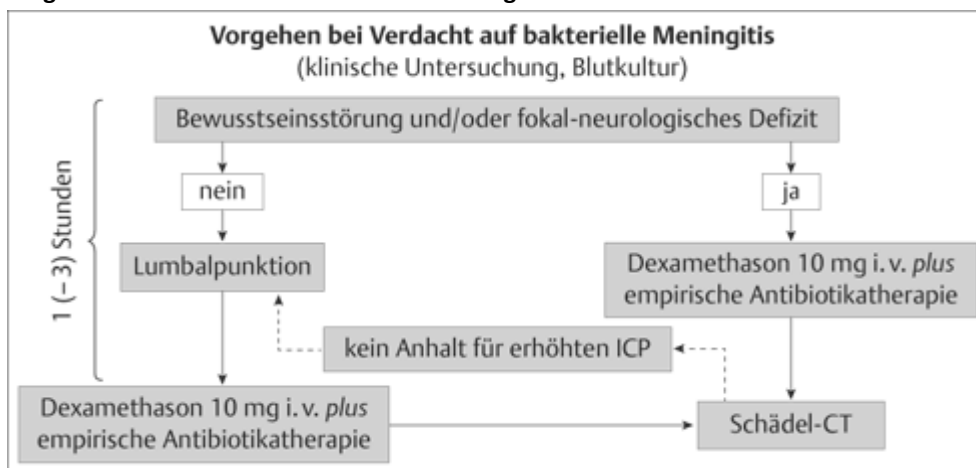 Vorgehen bei Verdacht auf bakterielle Meningitis
(klinische Untersuchung, Blutkultur)
Bewusstseinsstörung und/oder fokal-neurologisches Defizit
nein
ja
1 (– 3) Stunden
Lumbalpunktion
Dexamethason 10 mg i. v. plus
empirische Antibiotikatherapie
kein Anhalt für erhöhten ICP
Dexamethason 10 mg i. v. plus
empirische Antibiotikatherapie
Schädel-CT